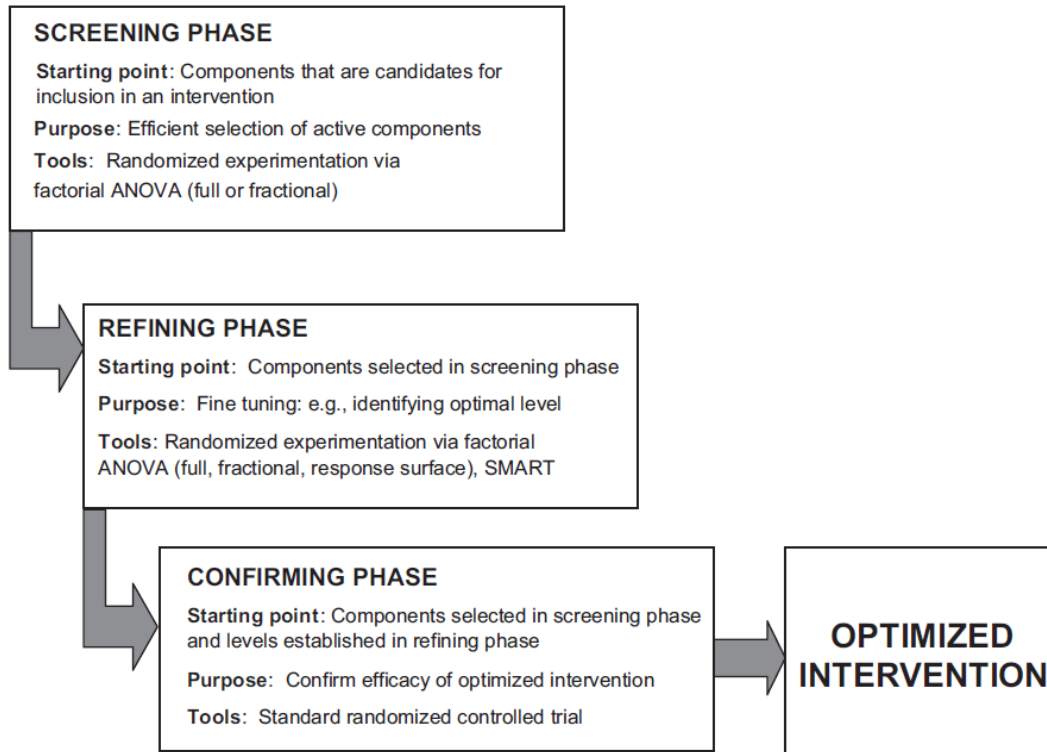 SCREENING PHASE
Starting point: Components that are candidates for
inclusion in an intervention
Purpose: Efficient selection of active components
Tools: Randomized experimentation via
factorial ANOVA (full or fractional)
REFINING PHASE
Starting point: Components selected in screening phase
Purpose: Fine tuning: e.g., identifying optimal level
Tools: Randomized experimentation via factorial
ANOVA (full, fractional, response surface), SMART
CONFIRMING PHASE
Starting point: Components selected in screening phase
and levels established in refining phase
Purpose: Confirm efficacy of optimized intervention
Tools: Standard randomized controlled trial
OPTIMIZED
INTERVENTION